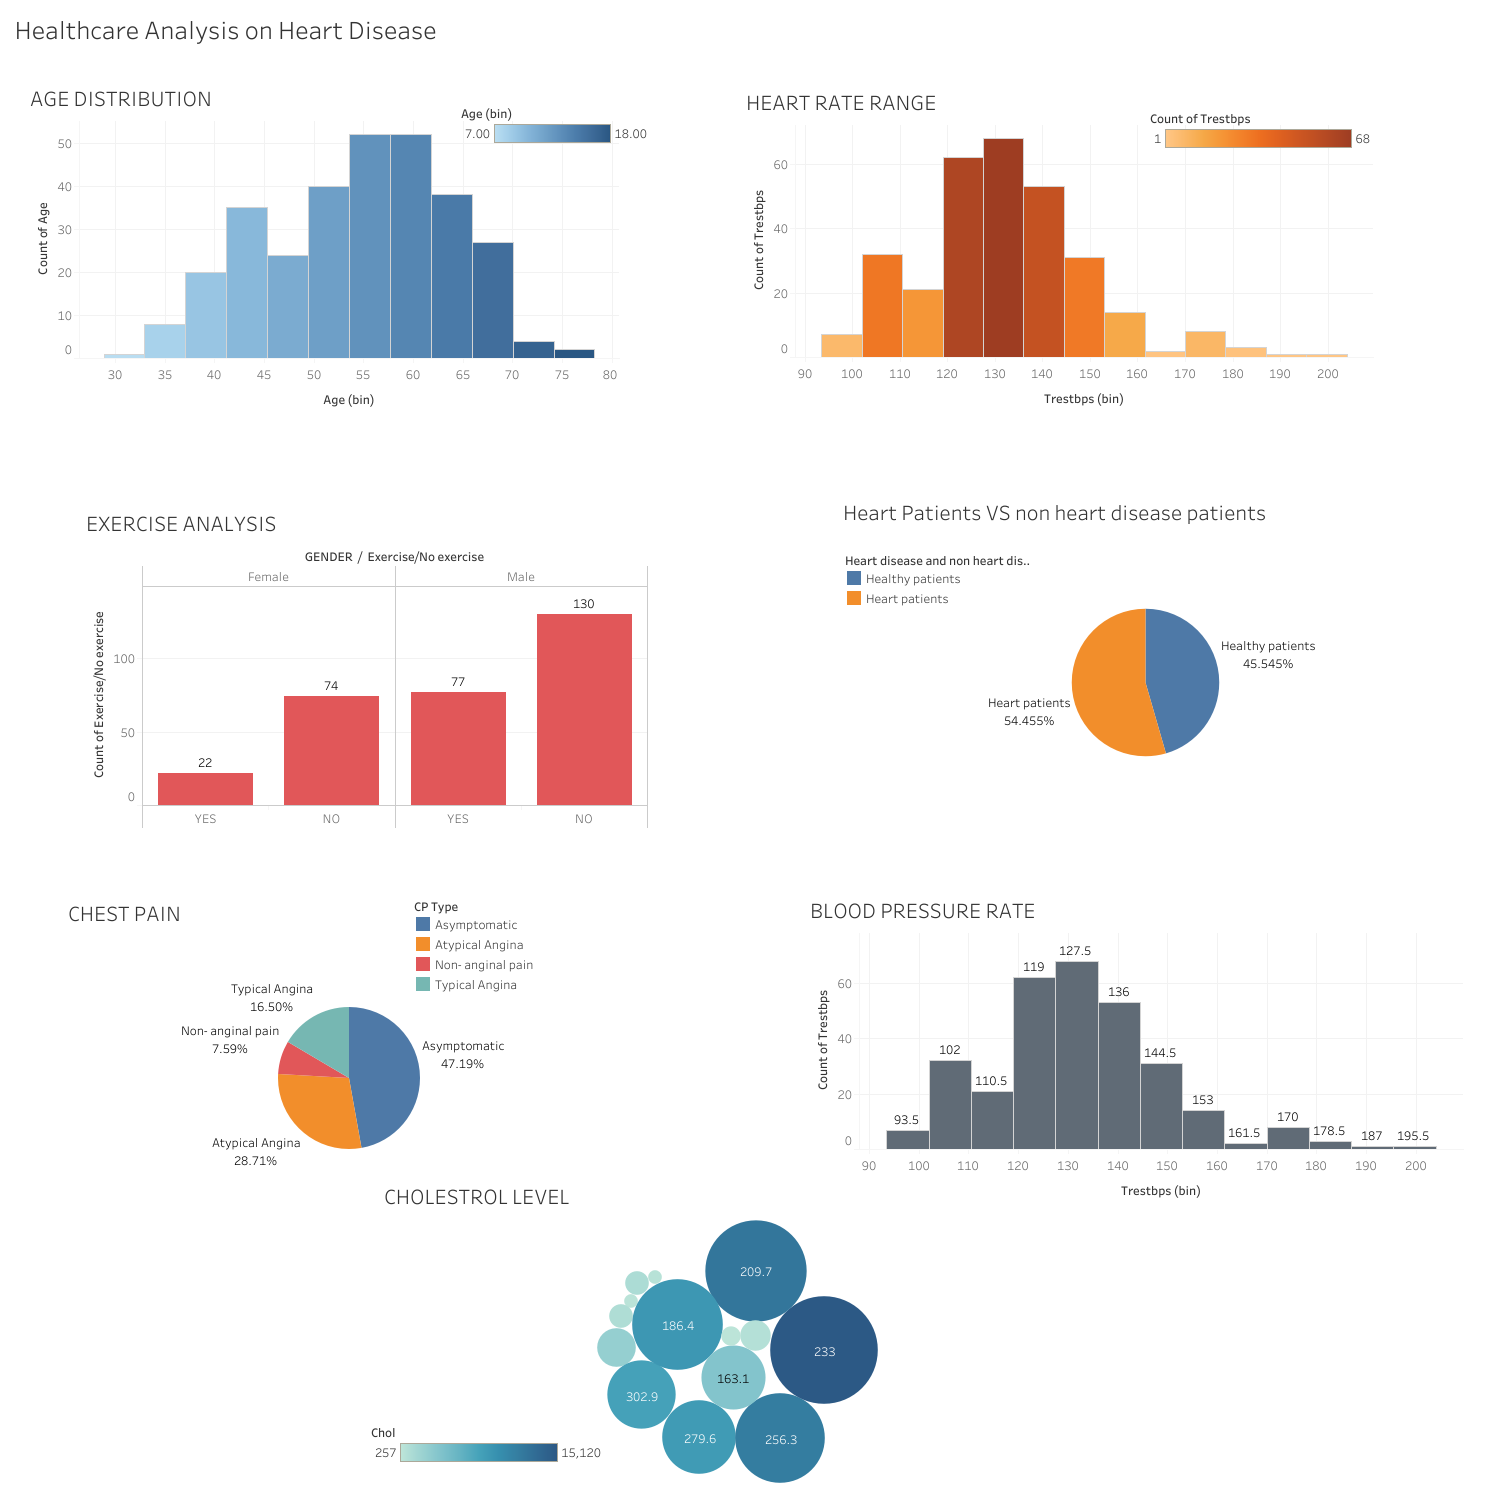 Healthcare Analysis on Heart Disease
AGE DISTRIBUTION
Age (bin)
7.00 18.00
Count of Age
50
40
30
20
10
0
30 35 40 45 50 55 60 65 70 75 80
Age (bin)
HEART RATE RANGE
Count of Trestbps
1 68
Count of Trestbps
60
40
20
0
90 100 110 120 130 140 150 160 170 180 190 200
Trestbps (bin)
EXERCISE ANALYSIS
GENDER / Exercise/No exercise
Female Male
Count of Exercise/No exercise
100
50
0
22 74 77 130
YES NO YES NO
Heart Patients VS non heart disease patients
Heart disease and non heart dis..
Healthy patients
Heart patients
Healthy patients
45.545%
Heart patients
54.455%
CHEST PAIN
CP Type
Asymptomatic
Atypical Angina
Non- anginal pain
Typical Angina
Typical Angina
16.50%
Non- anginal pain
7.59%
Asymptomatic
47.19%
Atypical Angina
28.71%
BLOOD PRESSURE RATE
Count of Trestbps
60
40
20
0
93.5 102 110.5 119 127.5 136 144.5 153 161.5 170 178.5 187 195.5
90 100 110 120 130 140 150 160 170 180 190 200
Trestbps (bin)
CHOLESTROL LEVEL
209.7
186.4
233
163.1
302.9
279.6
256.3
Chol
257 15,120